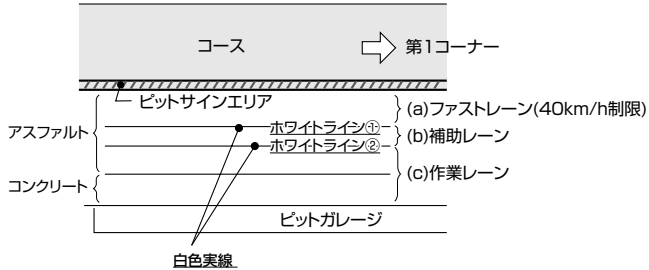 コース
第1コーナー
ピットサインエリア
(a)ファストレーン(40km/h制限)
ホワイトライン①
アスファルト
(b)補助レーン
ホワイトライン②
(c)作業レーン
コンクリート
ピットガレージ
白色実線